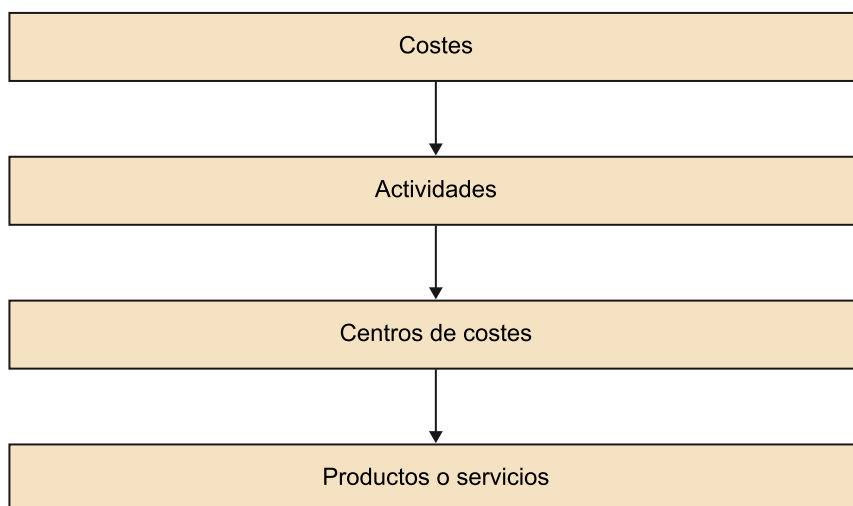 Costes
Actividades
Centros de costes
Productos o servicios